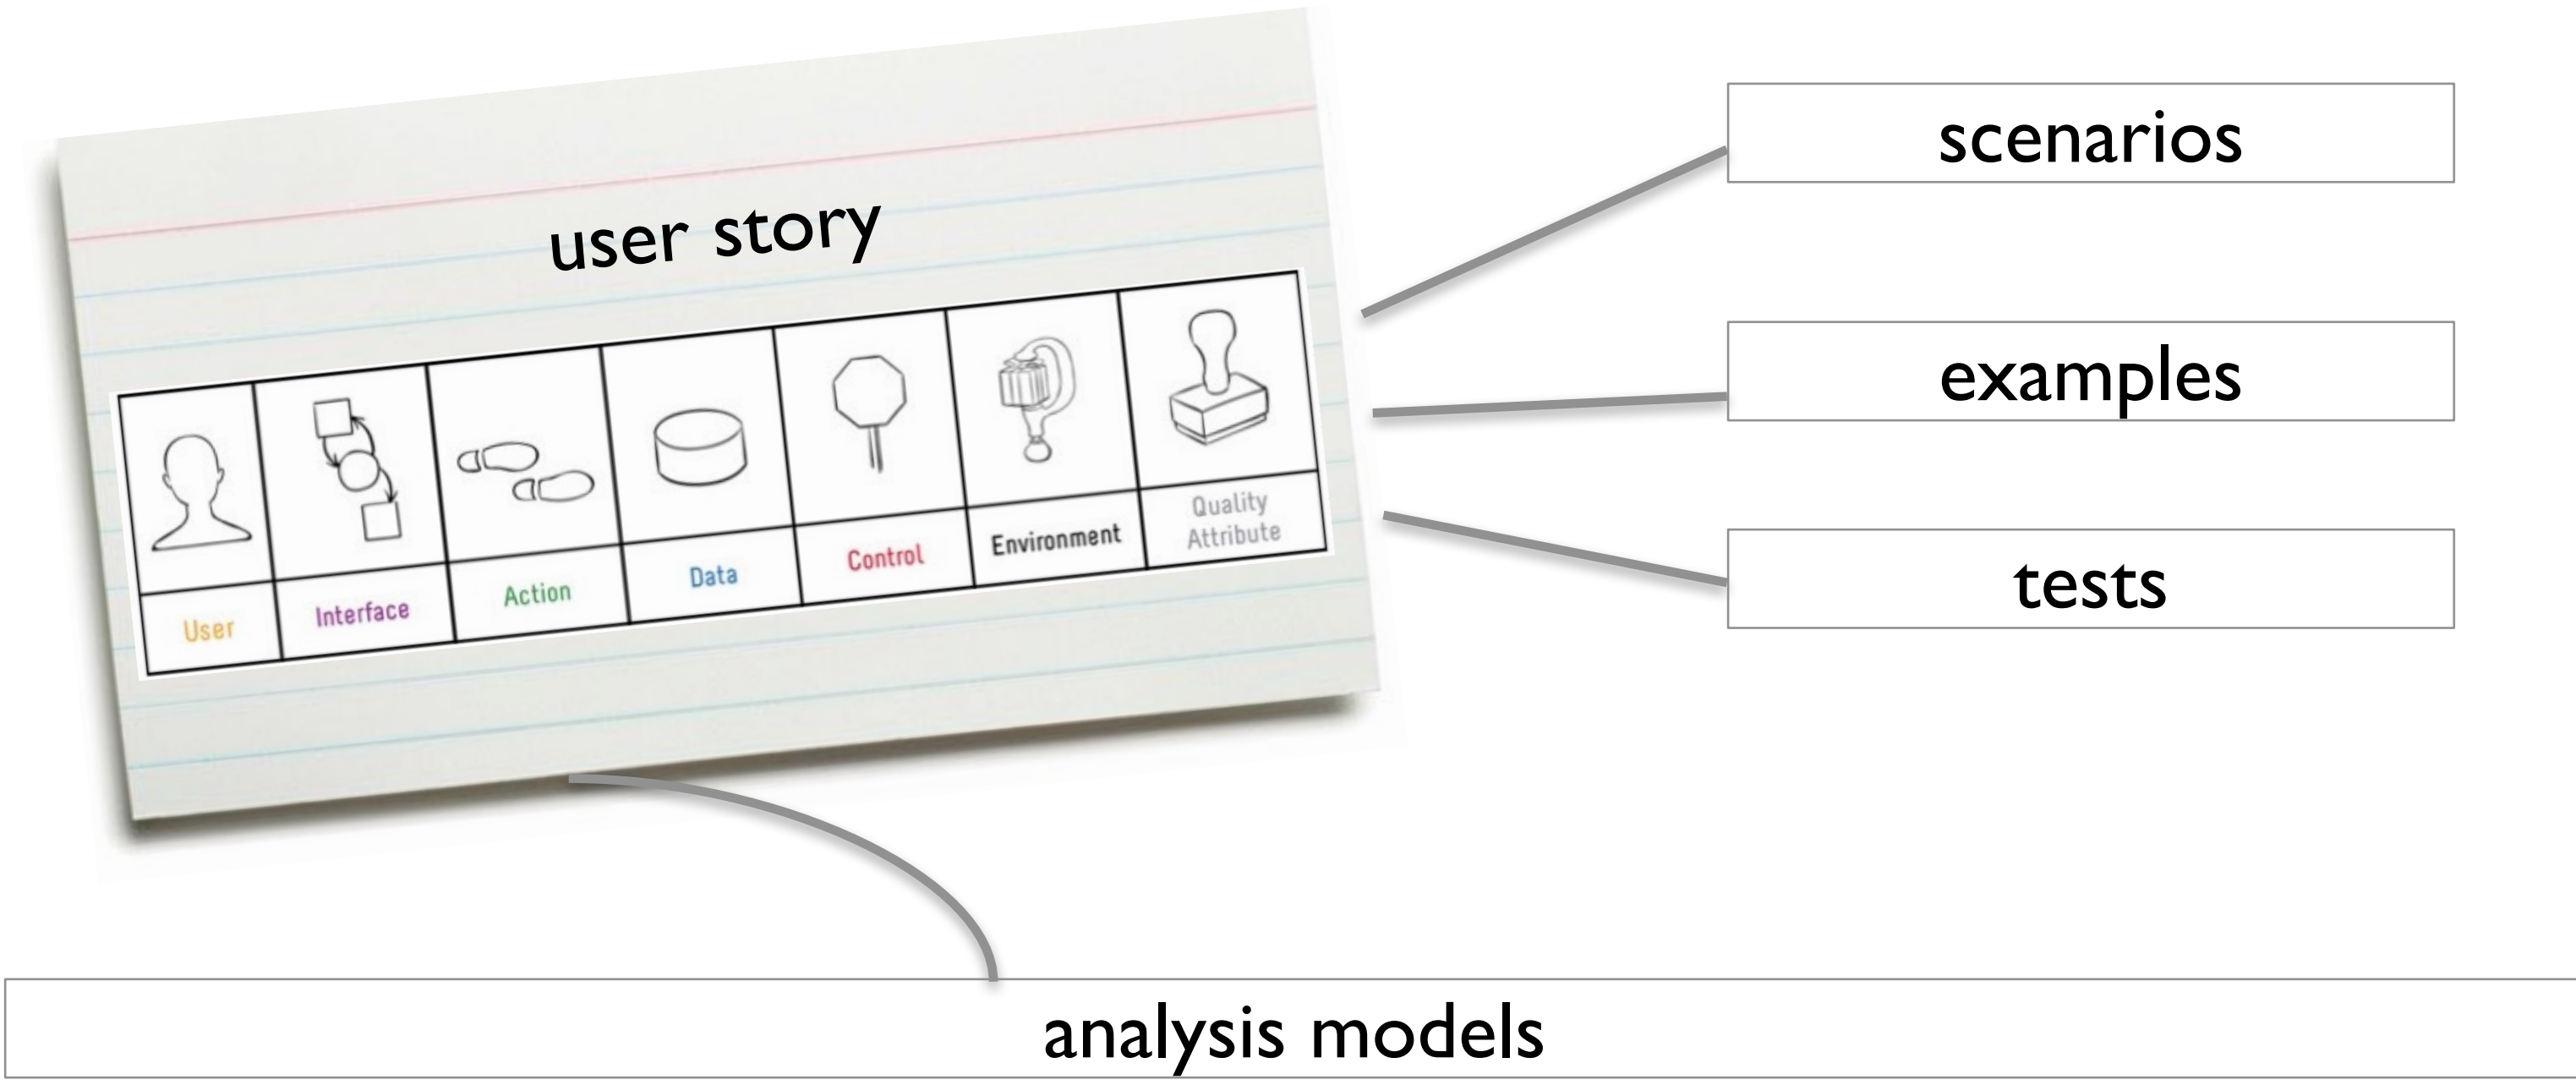 user story
User
Interface
Action
Data
Control
Environment
Quality
Attribute
scenarios
examples
tests
analysis models